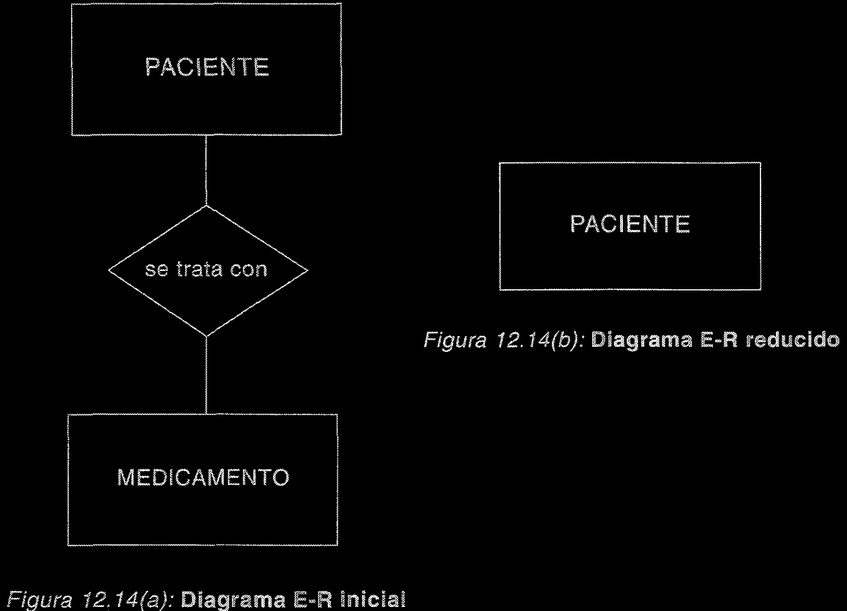 PACIENTE
se trata con
MEDICAMENTO
Figura 12.14(a): Diagrama E-R inicial
PACIENTE
Figura 12.14(b): Diagrama E-R reducido